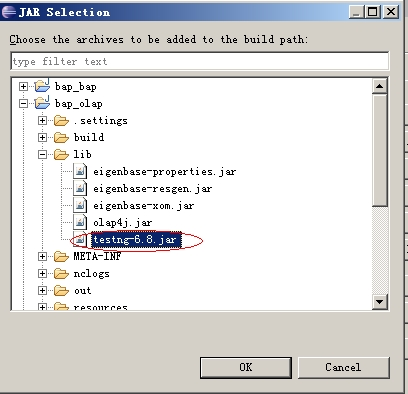 JAR Selection
Choose the archives to be added to the build path:
type filter text
bap_bap
bap_olap
.settings
build
lib
eigenbase-properties.jar
eigenbase-resgen.jar
eigenbase-xom.jar
olap4j.jar
testng-6.8.jar
META-INF
nclogs
out
resources
OK
Cancel